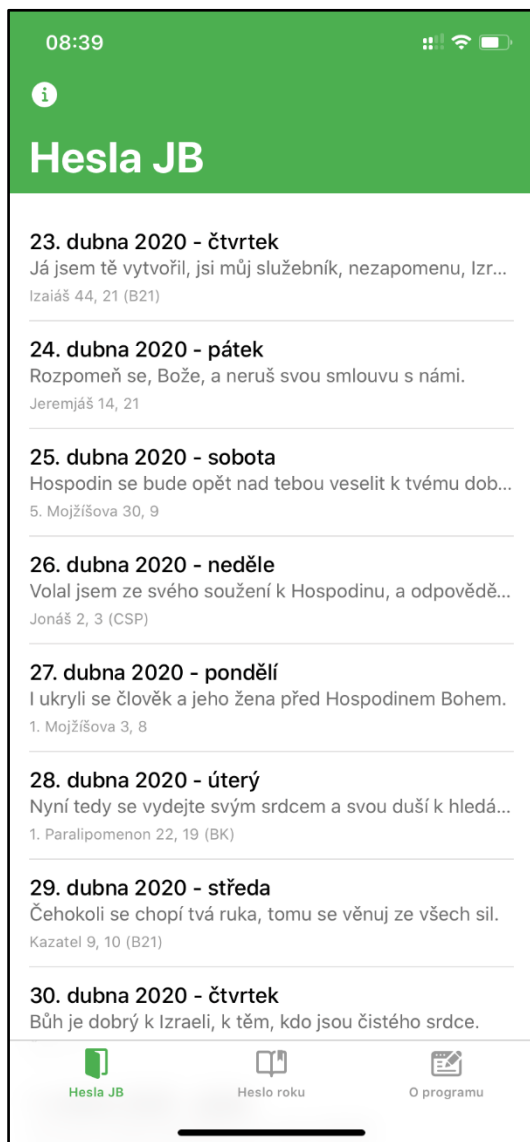 08:39
Hesla JB
23. dubna 2020 - čtvrtek
Já jsem tě vytvořil, jsi můj služebník, nezapomenu, Izr...
Izaiáš 44, 21 (B21)
24. dubna 2020 - pátek
Rozpomeň se, Bože, a neruš svou smlouvu s námi.
Jeremjáš 14, 21
25. dubna 2020 - sobota
Hospodin se bude opět nad tebou veselit k tvému dob...
5. Mojžíšova 30, 9
26. dubna 2020 - neděle
Volal jsem ze svého soužení k Hospodinu, a odpovědě...
Jonáš 2, 3 (CSP)
27. dubna 2020 - pondělí
I ukryli se člověk a jeho žena před Hospodinem Bohem.
1. Mojžíšova 3, 8
28. dubna 2020 - úterý
Nyní tedy se vydejte svým srdcem a svou duší k hledá...
1. Paralipomenon 22, 19 (BK)
29. dubna 2020 - středa
Čehokoli se chopí tvá ruka, tomu se věnuj ze všech sil.
Kazatel 9, 10 (B21)
30. dubna 2020 - čtvrtek
Bůh je dobrý k Izraeli, k těm, kdo jsou čistého srdce.
Hesla JB
Heslo roku
O programu